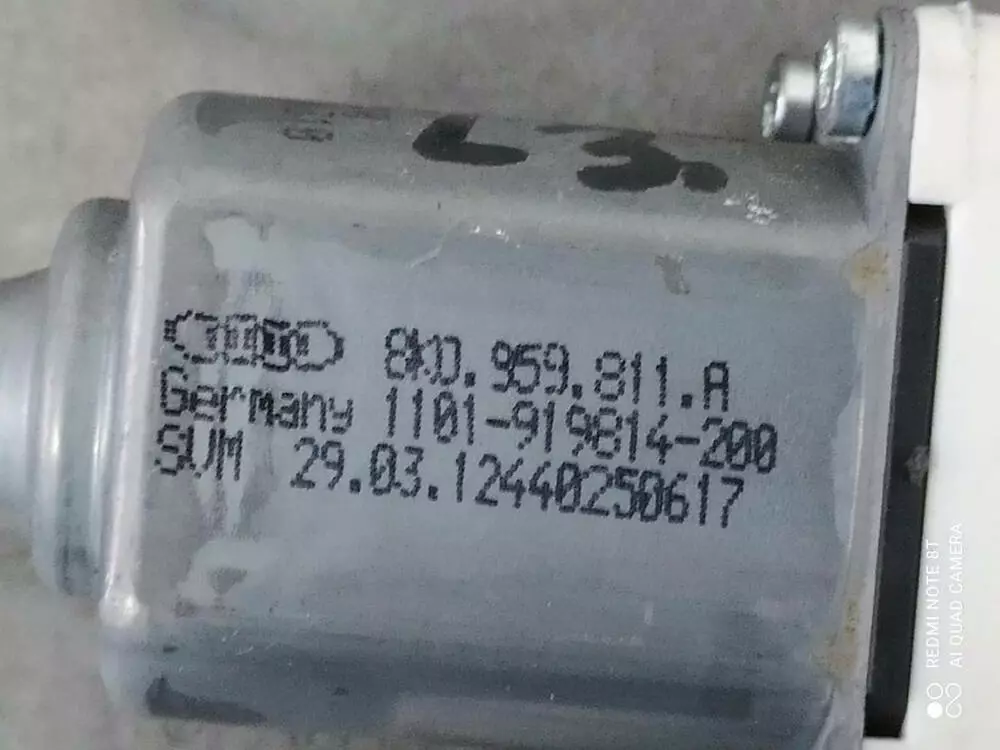 L3.
8K0.959.811.A
Germany 1101-919814-200
SVM 29.03.12440250617
REDMI NOTE 8T
AI QUAD CAMERA